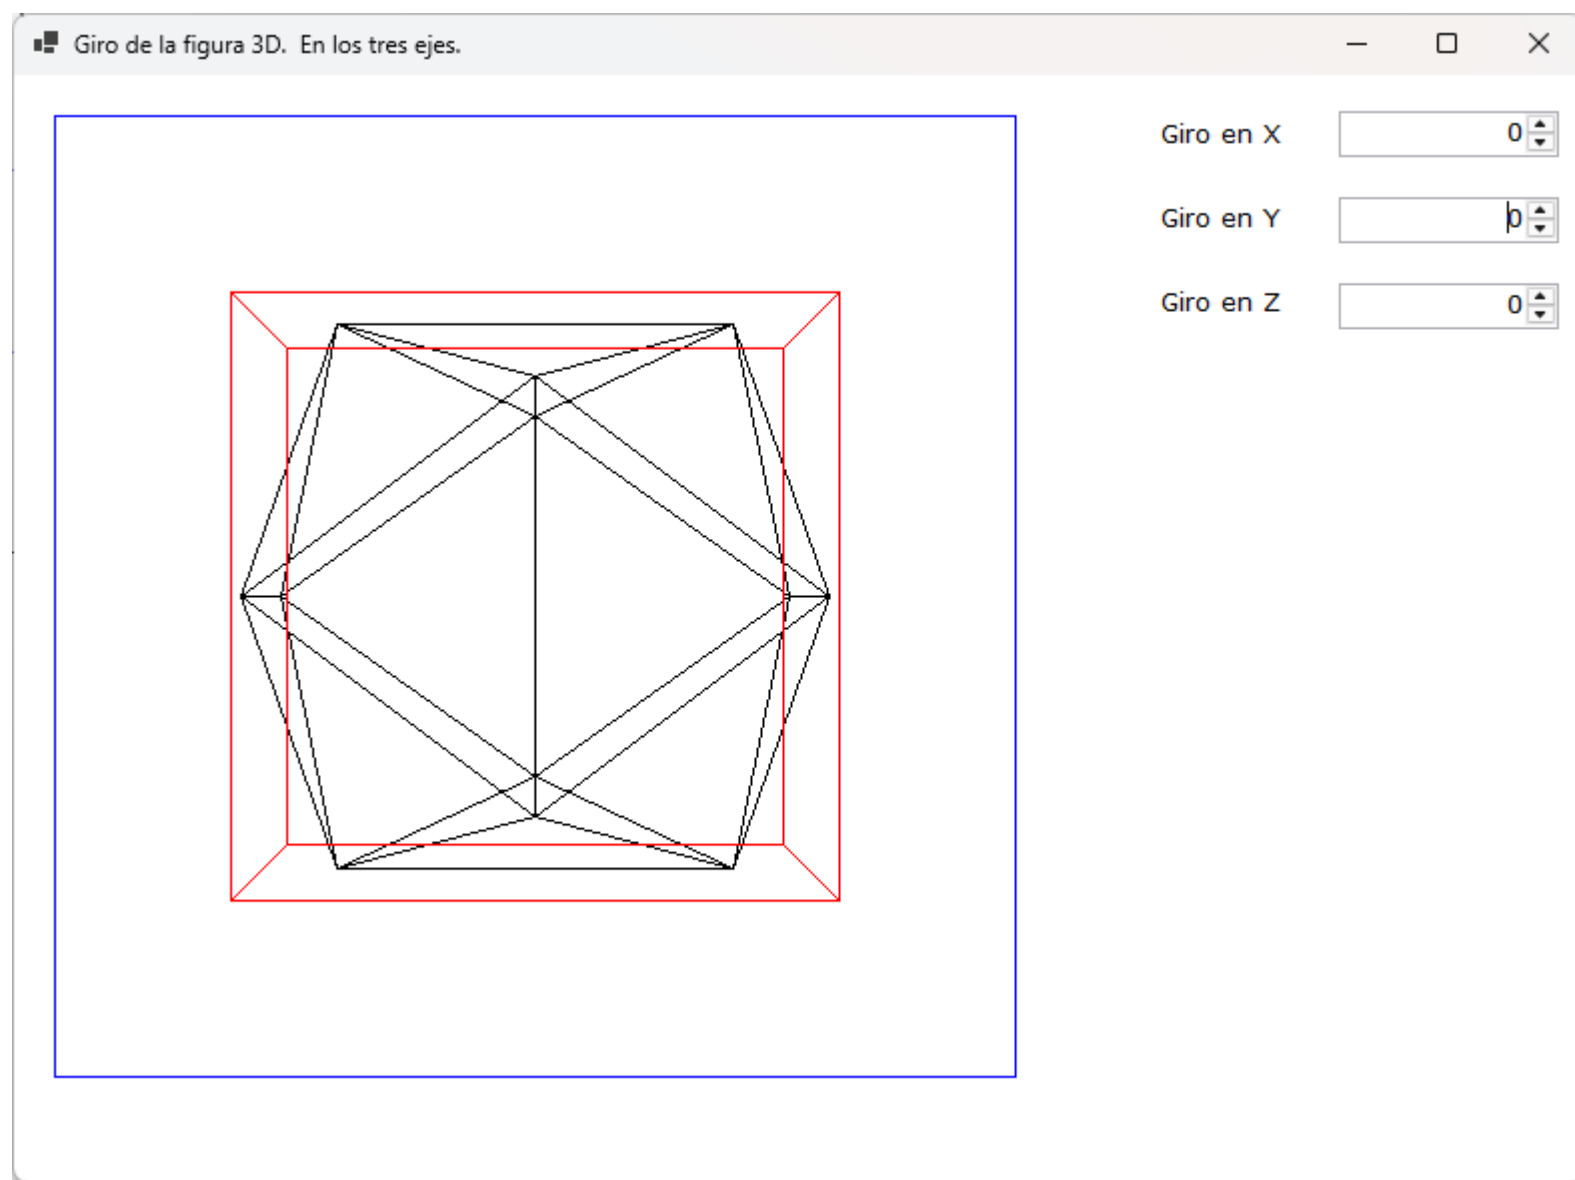 Giro de la figura 3D.  En los tres ejes.
Giro en X 0
Giro en Y 0
Giro en Z 0